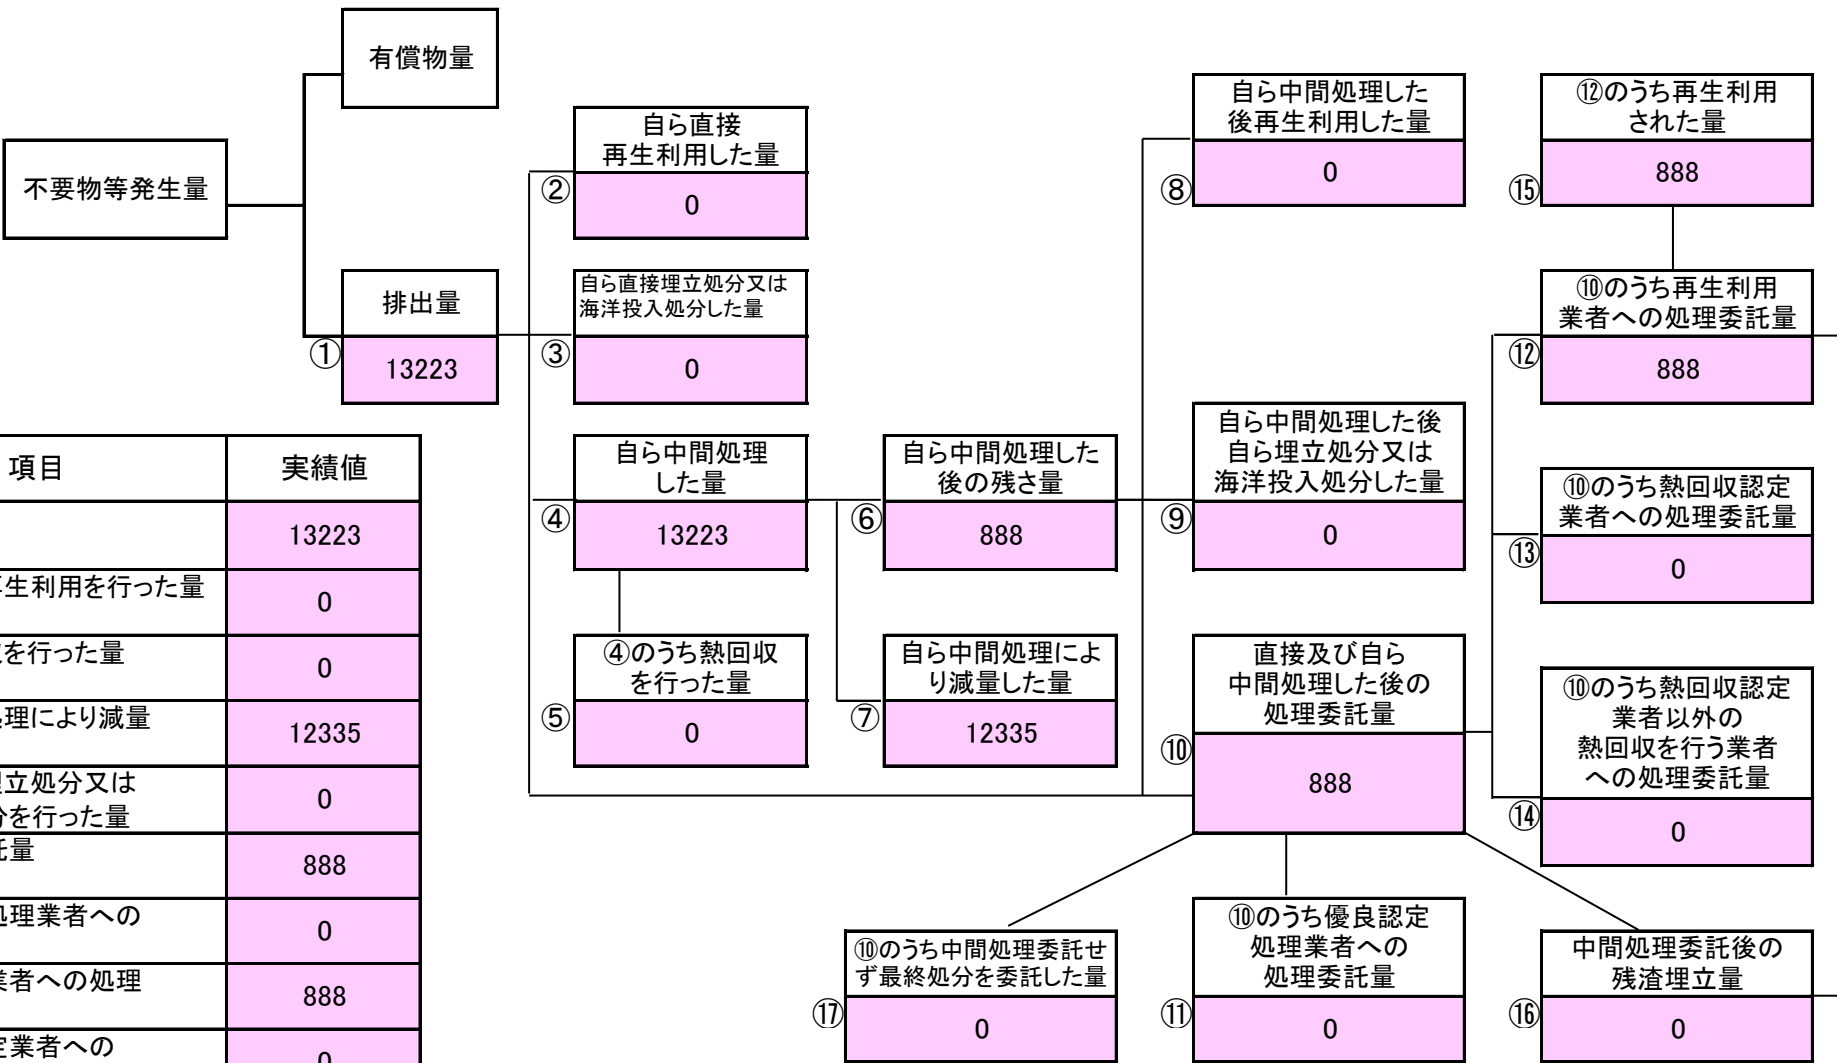 有償物量
不要物等発生量
排出量
①
13223
自ら直接
再生利用した量
②
0
自ら直接埋立処分又は
海洋投入処分した量
③
0
自ら中間処理
した量
④
13223
④のうち熱回収
を行った量
⑤
0
自ら中間処理した
後の残さ量
⑥
888
自ら中間処理によ
り減量した量
⑦
12335
自ら中間処理した
後再生利用した量
⑧
0
自ら中間処理した後
自ら埋立処分又は
海洋投入処分した量
⑨
0
直接及び自ら
中間処理した後の
処理委託量
⑩
888
⑫のうち再生利用
された量
⑮
888
⑩のうち再生利用
業者への処理委託量
⑫
888
⑩のうち熱回収認定
業者への処理委託量
⑬
0
⑩のうち熱回収認定
業者以外の
熱回収を行う業者
への処理委託量
⑭
0
⑩のうち中間処理委託せ
ず最終処分を委託した量
⑰
0
⑩のうち優良認定
処理業者への
処理委託量
⑪
0
中間処理委託後の
残渣埋立量
⑯
0
項目 実績値
13223
生利用を行った量
0
を行った量
0
理により減量
12335
立処分又は
を行った量
0
量
888
処理業者への
0
業者への処理
888
業者への
0